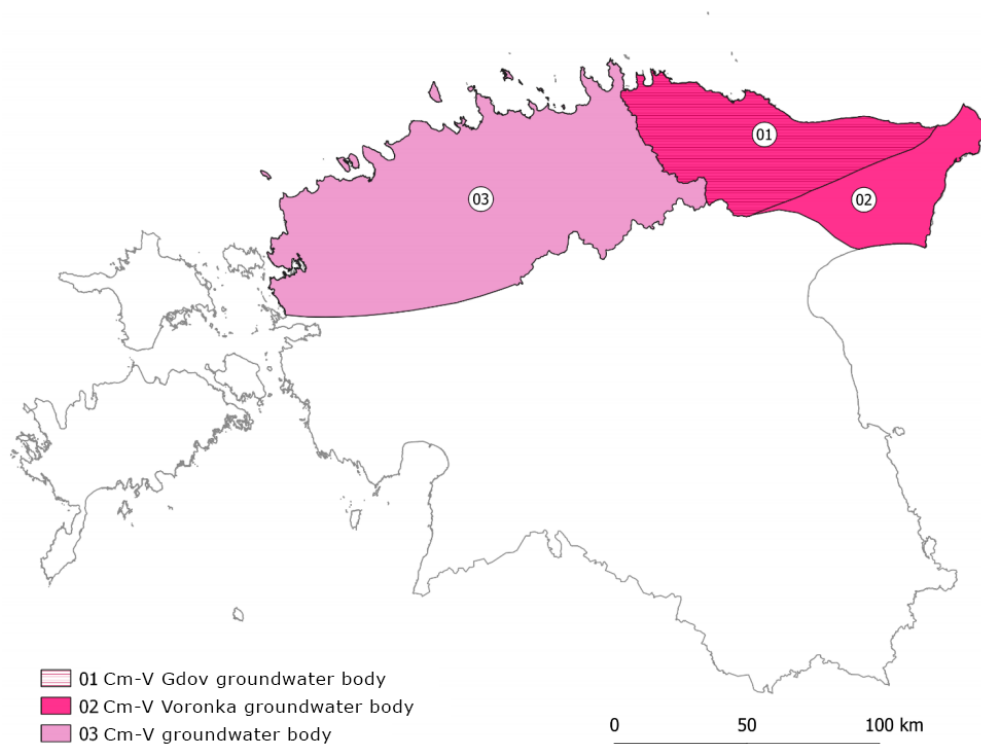 01
02
03
01 Cm-V Gdov groundwater body
02 Cm-V Voronka groundwater body
03 Cm-V groundwater body
0 50 100 km